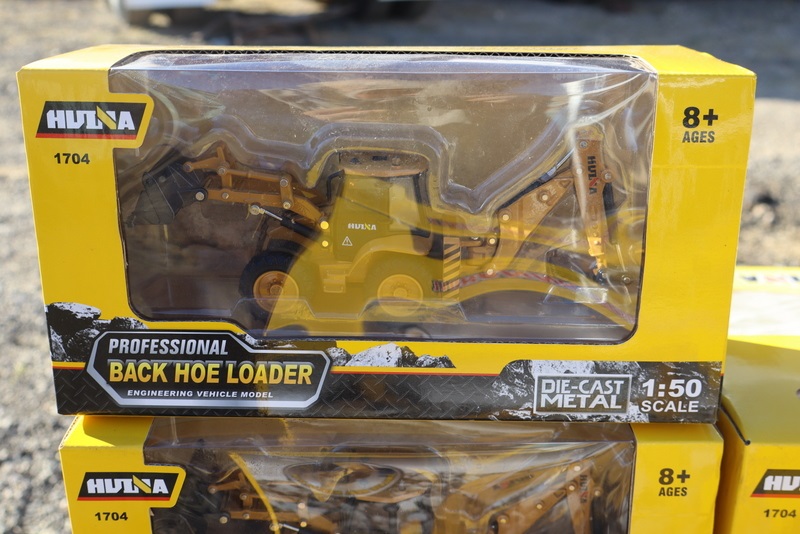 HUINA
1704
8+
AGES
HUINA
HUINA
PROFESSIONAL
BACK HOE LOADER
ENGINEERING VEHICLE MODEL
DIE-CAST
METAL
1:50
SCALE
HUINA
1704
8+
AGES
HU
1704